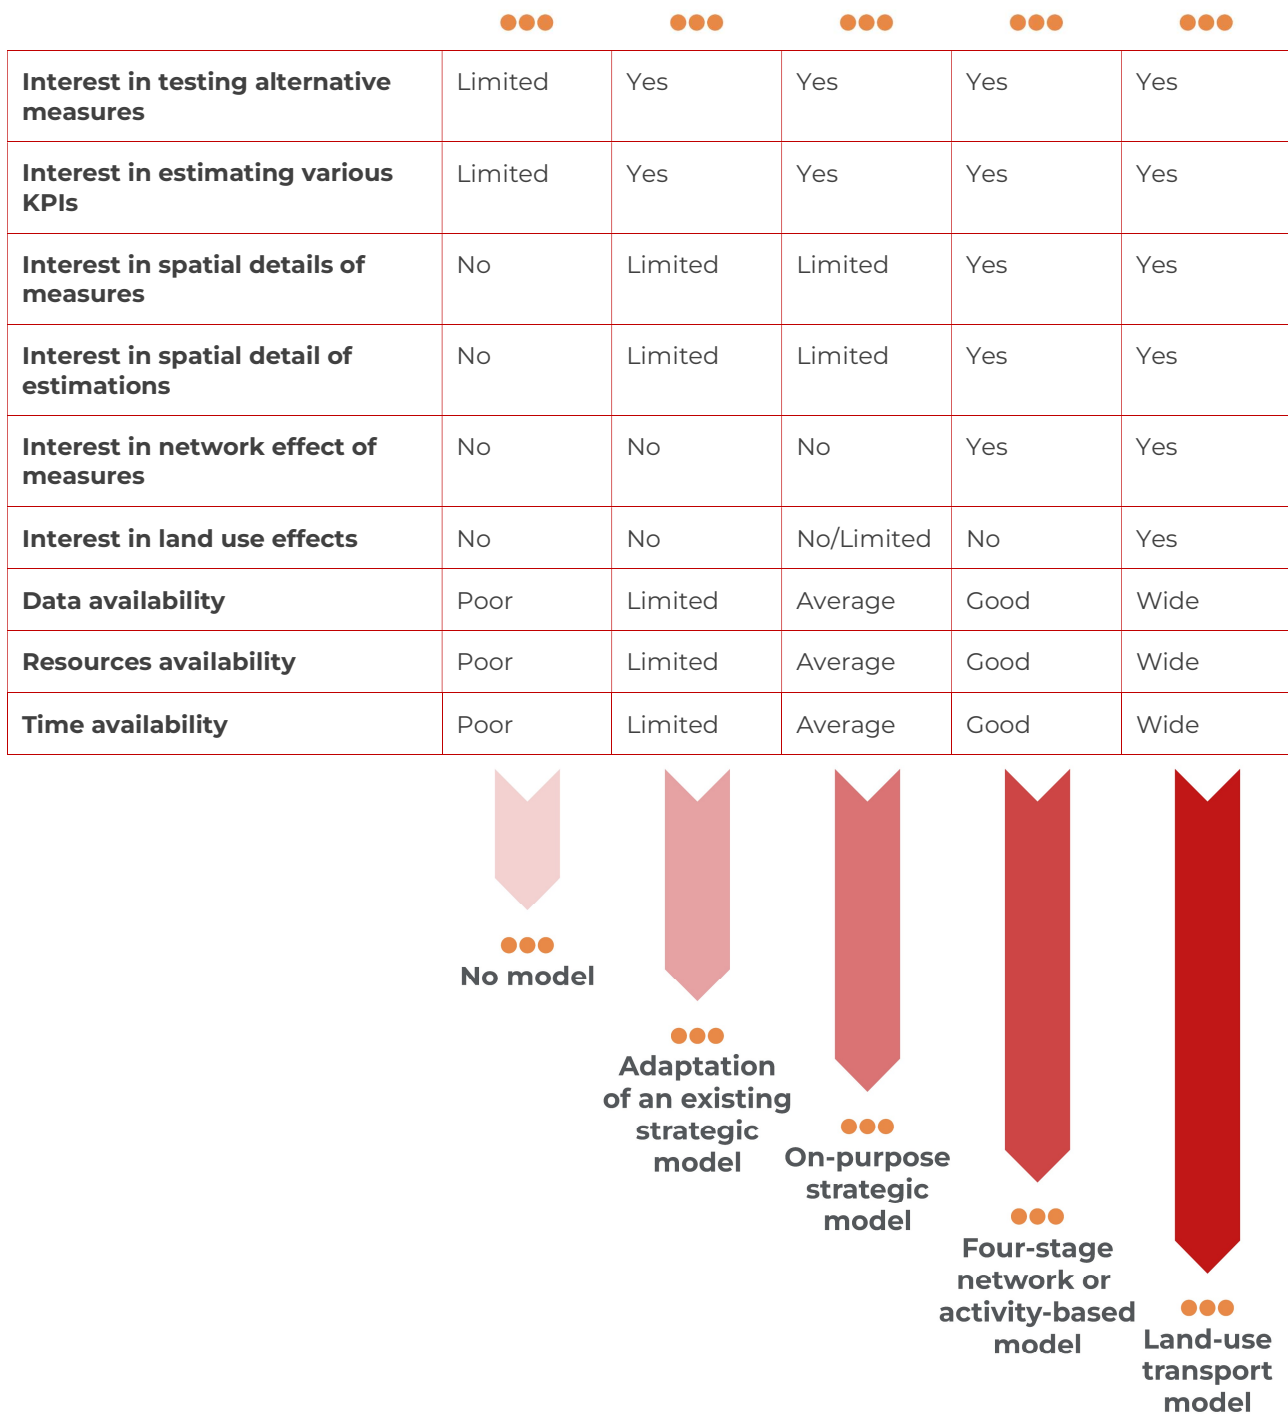 Interest in testing alternative Limited Yes Yes Yes Yes
measures
Interest in estimating various Limited Yes Yes Yes Yes
KPIs
Interest in spatial details of No Limited Limited Yes Yes
measures
Interest in spatial detail of No Limited Limited Yes Yes
estimations
Interest in network effect of No No No Yes Yes
measures
Interest in land use effects No No No/Limited No Yes
Data availability Poor Limited Average Good Wide
Resources availability Poor Limited Average Good Wide
Time availability Poor Limited Average Good Wide
No model
Adaptation
of an existing
strategic
model
On-purpose
strategic
model
Four-stage
network or
activity-based
model
Land-use
transport
model